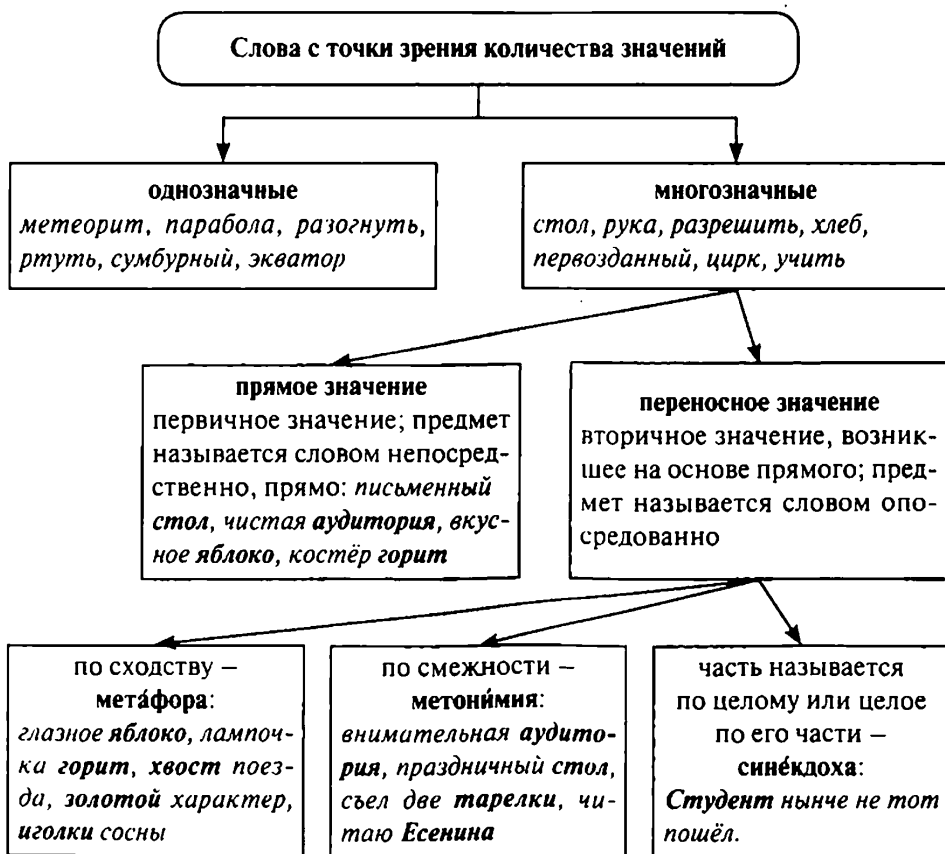 Слова с точки зрения количества значений
однозначные
метеорит, парабола, разогнуть,
ртуть, сумбурный, экватор
многозначные
стол, рука, разрешить, хлеб,
первозданный, цирк, учить
прямое значение
первичное значение; предмет
называется словом непосред-
ственно, прямо: письменный
стол, чистая аудитория, вкус-
ное яблоко, костёр горит
переносное значение
вторичное значение, возник-
шее на основе прямого; пред-
мет называется словом опо-
средованно
по сходству –
мета́фора:
глазное яблоко, лампоч-
ка горит, хвост поез-
да, золотой характер,
иголки сосны
по смежности –
метони́мия:
внимательная аудито-
рия, праздничный стол,
съел две тарелки, чи-
таю Есенина
часть называется
по целому или целое
по его части –
сине́кдоха:
Студент нынче не тот
пошёл.